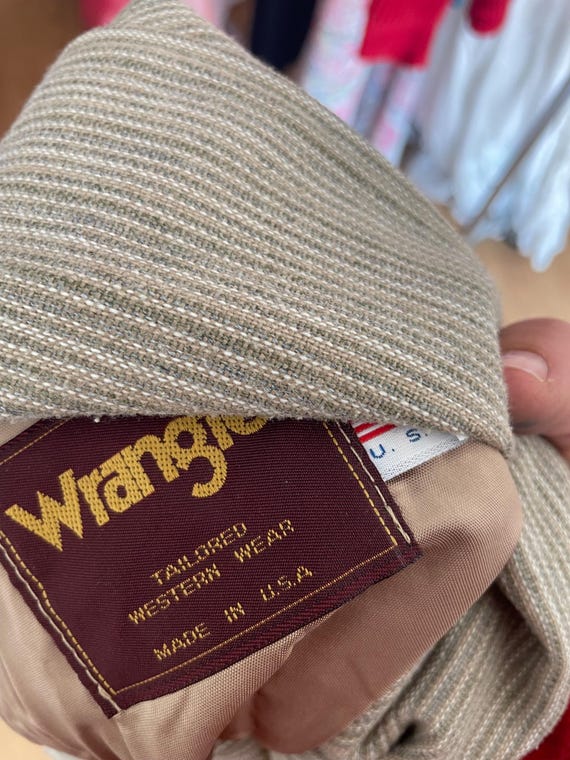 Wrangler
TAILORED
WESTERN WEAR
MADE IN U.S.A
U. S.